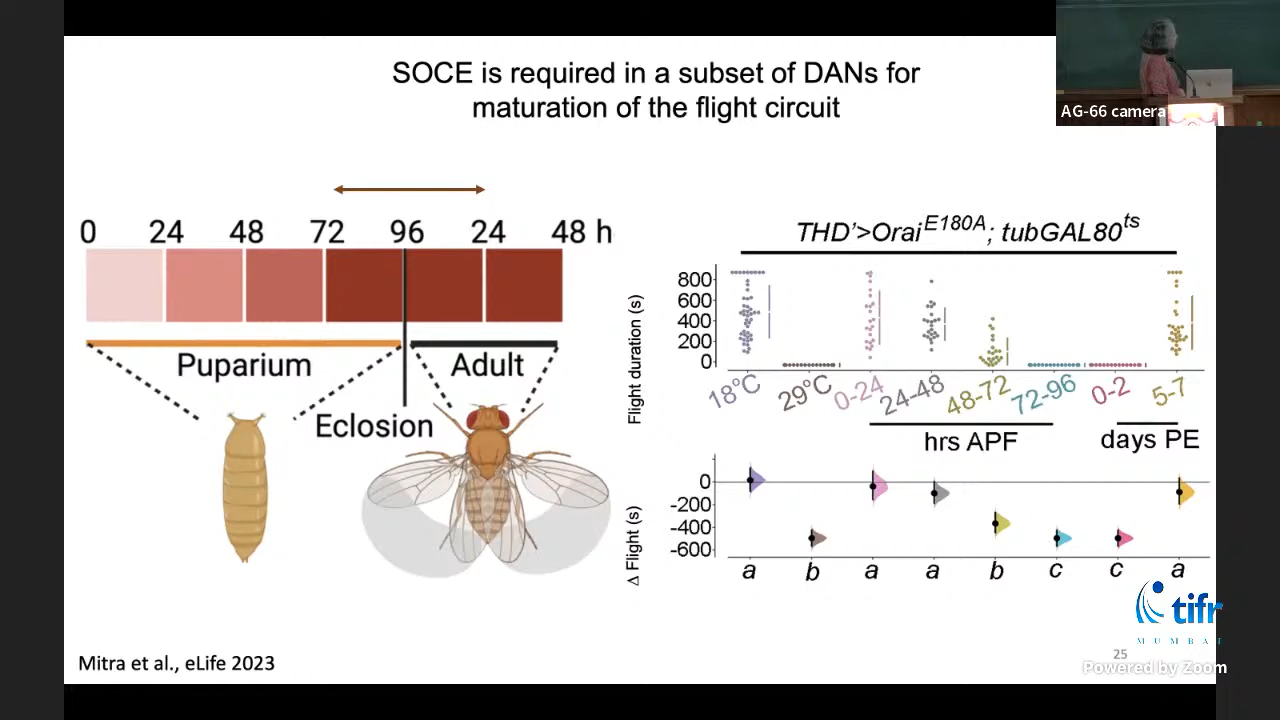 SOCE is required in a subset of DANs for
maturation of the flight circuit
AG-66 camera
0 24 48 72 96 24 48 h
Puparium
Adult
Eclosion
THD'>Orai^E180A; tubGAL80^ts
Flight duration (s)
800
600
400
200
0
18°C 29°C 0-24 24-48 48-72 72-96 0-2 5-7
hrs APF
days PE
Δ Flight (s)
0
-200
-400
-600
a b a a b c c a
tifr
MUMBAI
25
Powered by Zoom
Mitra et al., eLife 2023